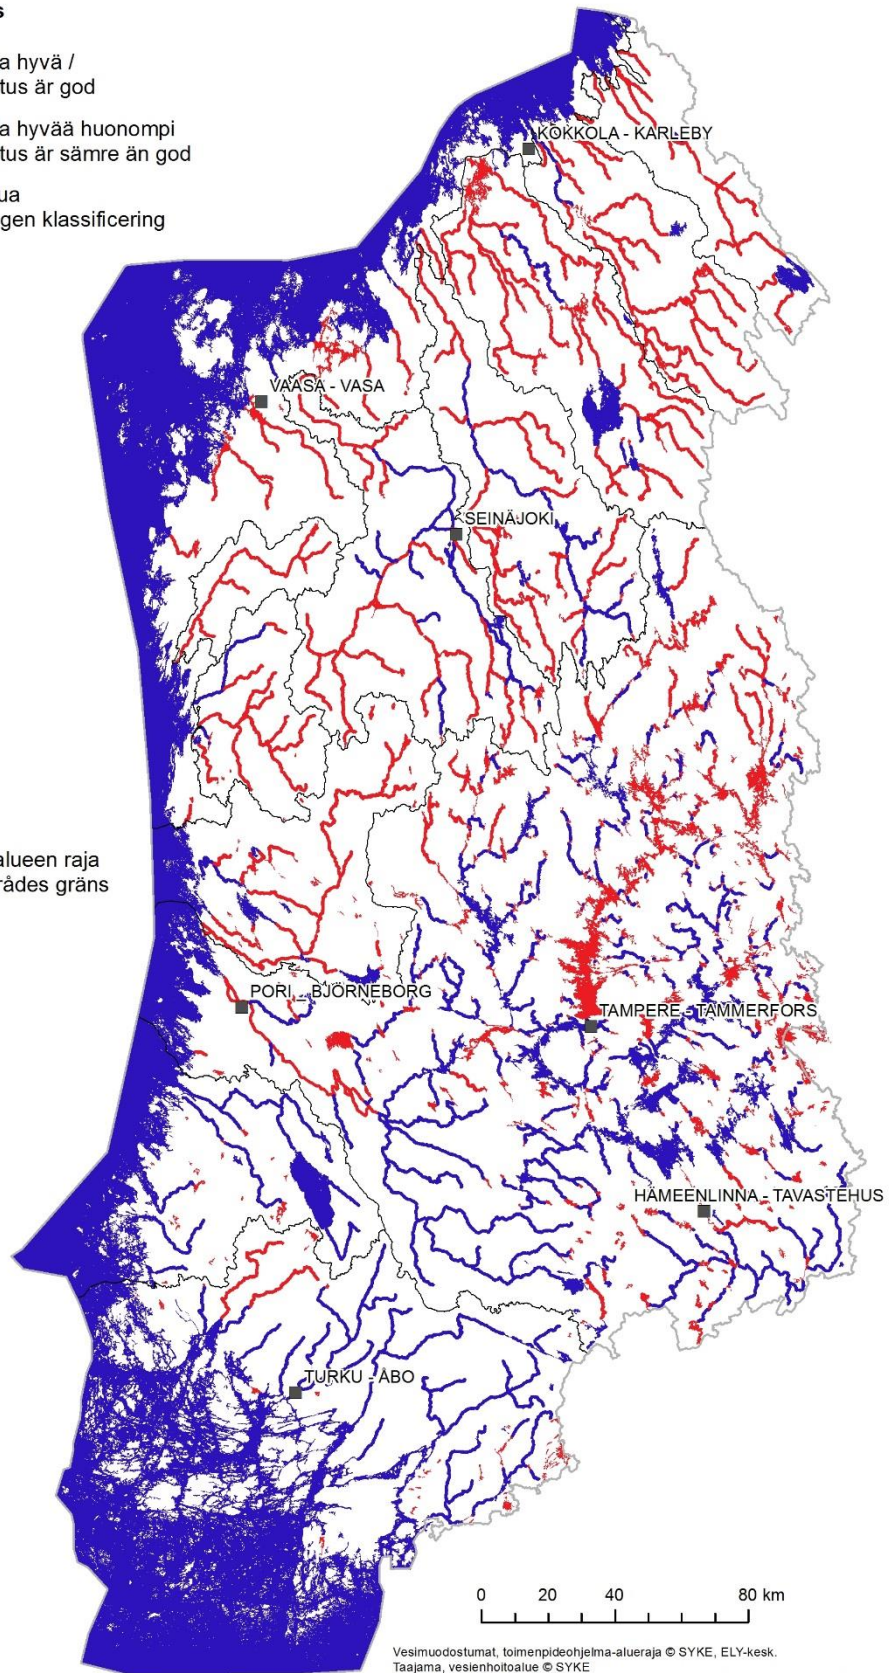 s
a hyvä /
tus är god
a hyvää huonompi
tus är sämre än god
ua
gen klassificering
KOKKOLA - KARLEBY
VAASA - VASA
SEINÄJOKI
alueen raja
rådes gräns
PORI - BJÖRNEBORG
TAMPERE - TAMMERFORS
HÄMEENLINNA - TAVASTEHUS
TURKU - ÅBO
0 20 40 80 km
Vesimuodostumat, toimenpideohjelma-alueraja © SYKE, ELY-kesk.
Taajama, vesienhoitoalue © SYKE